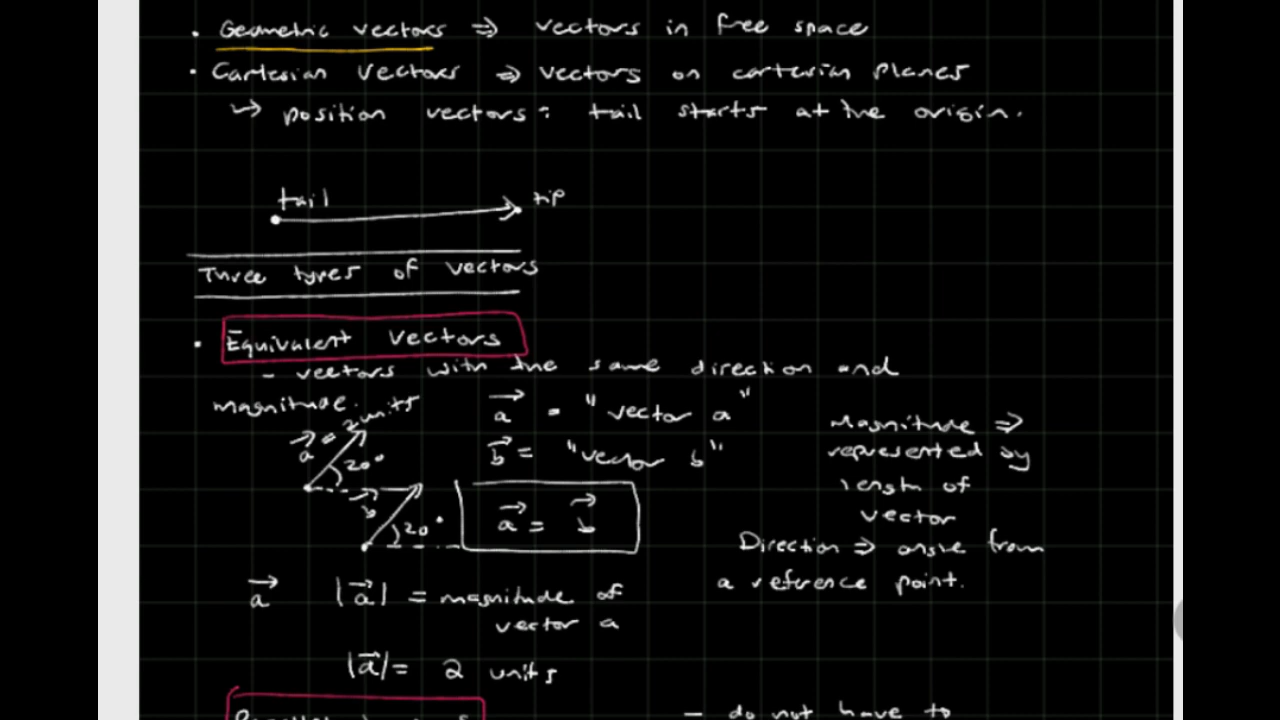 • Geometric vectors ⇒ vectors in free space
• Cartesian vectors ⇒ vectors on cartesian planes
↳ position vectors: tail starts at the origin.
tail
tip
Three types of vectors
• Equivalent vectors
- vectors with the same direction and
magnitude.
a⃗ = 2 units
20°
b⃗
20°
a⃗ = "vector a"
b⃗ = "vector b"
a⃗ = b⃗
Magnitude ⇒
represented by
length of
vector
Direction ⇒ angle from
a reference point.
a⃗ |a⃗| = magnitude of
vector a
|a⃗| = 2 units
- do not have to